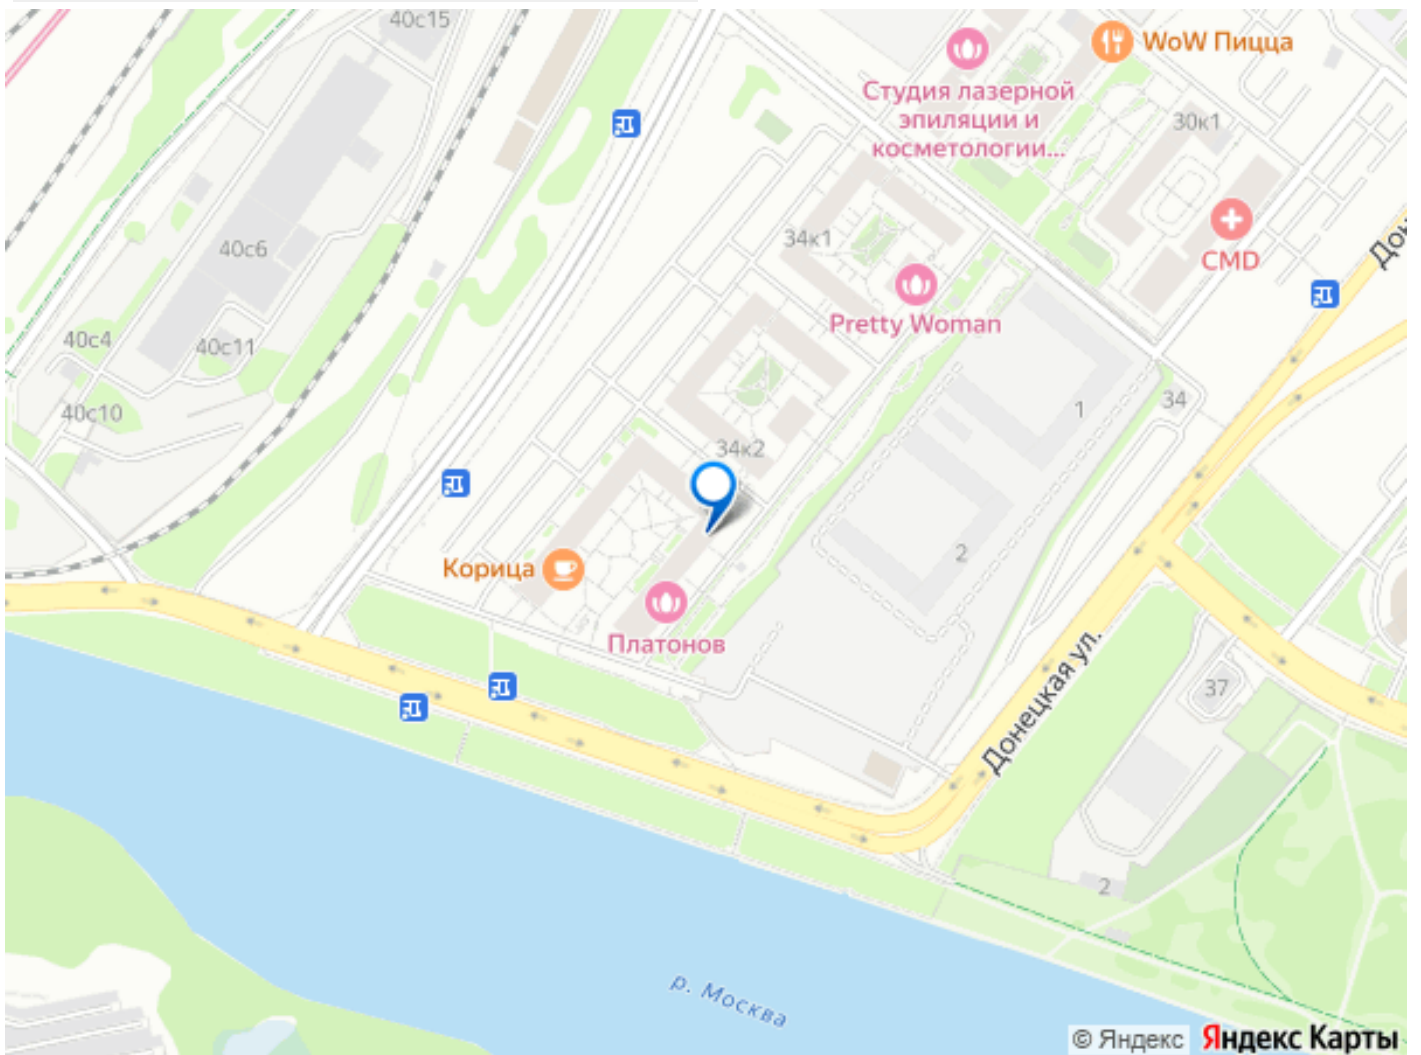 40с15
WoW Пицца
Студия лазерной
эпиляции и
косметологии...
30к1
40с6
34к1
CMD
Дон
Pretty Woman
40с4
40с11
40с10
1
34
34к2
2
Корица
Платонов
Донецкая ул.
37
2
р. Москва
© Яндекс Яндекс Карты